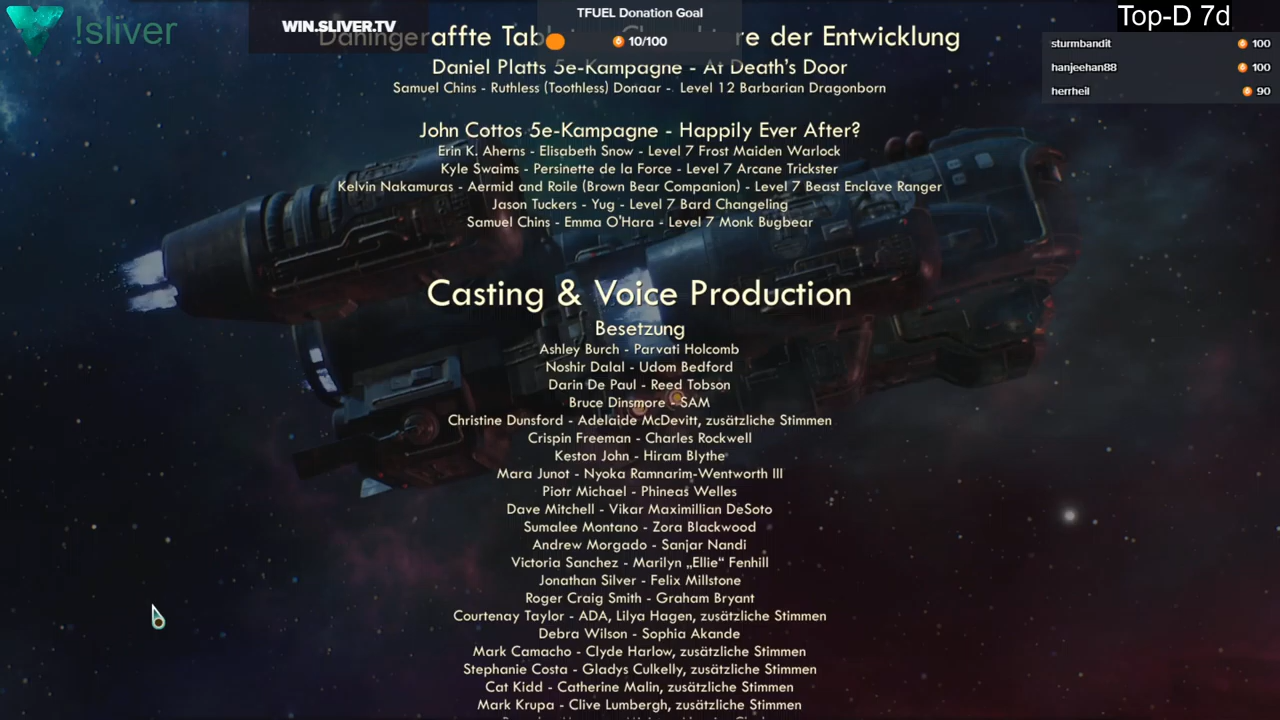 !sliver
WIN.SLIVER.TV
TFUEL Donation Goal
10/100
Top-D 7d
sturmbandit 100
hanjeehan88 100
herrheil 90
der Entwicklung
Daniel Platts 5e-Kampagne - At Death's Door
Samuel Chins - Ruthless (Toothless) Donaar - Level 12 Barbarian Dragonborn
John Cottos 5e-Kampagne - Happily Ever After?
Erin K. Aherns - Elisabeth Snow - Level 7 Frost Maiden Warlock
Kyle Swaims - Persinette de la Force - Level 7 Arcane Trickster
Kelvin Nakamuras - Aermid and Roile (Brown Bear Companion) - Level 7 Beast Enclave Ranger
Jason Tuckers - Yug - Level 7 Bard Changeling
Samuel Chins - Emma O'Hara - Level 7 Monk Bugbear
Casting & Voice Production
Besetzung
Ashley Burch - Parvati Holcomb
Noshir Dalal - Udom Bedford
Darin De Paul - Reed Tobson
Bruce Dinsmore - SAM
Christine Dunsford - Adelaide McDevitt, zusätzliche Stimmen
Crispin Freeman - Charles Rockwell
Keston John - Hiram Blythe
Mara Junot - Nyoka Ramnarim-Wentworth III
Piotr Michael - Phineas Welles
Dave Mitchell - Vikar Maximillian DeSoto
Sumalee Montano - Zora Blackwood
Andrew Morgado - Sanjar Nandi
Victoria Sanchez - Marilyn „Ellie“ Fenhill
Jonathan Silver - Felix Millstone
Roger Craig Smith - Graham Bryant
Courtenay Taylor - ADA, Lilya Hagen, zusätzliche Stimmen
Debra Wilson - Sophia Akande
Mark Camacho - Clyde Harlow, zusätzliche Stimmen
Stephanie Costa - Gladys Culkelly, zusätzliche Stimmen
Cat Kidd - Catherine Malin, zusätzliche Stimmen
Mark Krupa - Clive Lumbergh, zusätzliche Stimmen